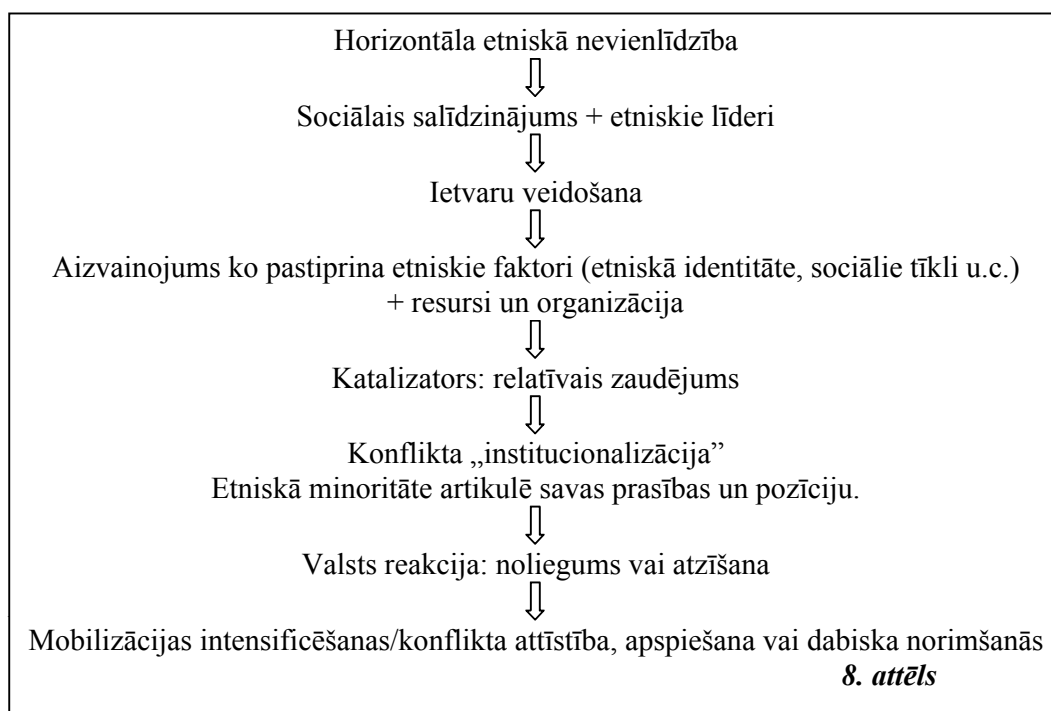 Horizontāla etniskā nevienlīdzība
Sociālais salīdzinājums + etniskie līderi
Ietvaru veidošana
Aizvainojums ko pastiprina etniskie faktori (etniskā identitāte, sociālie tīkli u.c.)
+ resursi un organizācija
Katalizators: relatīvais zaudējums
Konflikta „institucionalizācija”
Etniskā minoritāte artikulē savas prasības un pozīciju.
Valsts reakcija: noliegums vai atzīšana
Mobilizācijas intensificēšanas/konflikta attīstība, apspiešana vai dabiska norimšanās
8. attēls